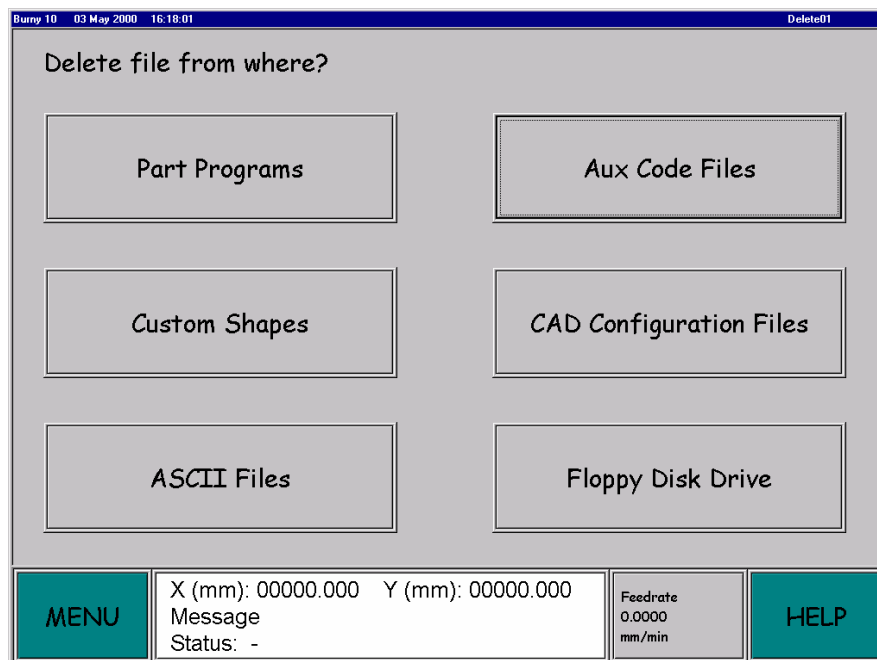 Burny 10 03 May 2000 16:18:01 Delete01
Delete file from where?
Part Programs
Aux Code Files
Custom Shapes
CAD Configuration Files
ASCII Files
Floppy Disk Drive
MENU
X (mm): 00000.000 Y (mm): 00000.000
Message
Status: -
Feedrate
0.0000
mm/min
HELP